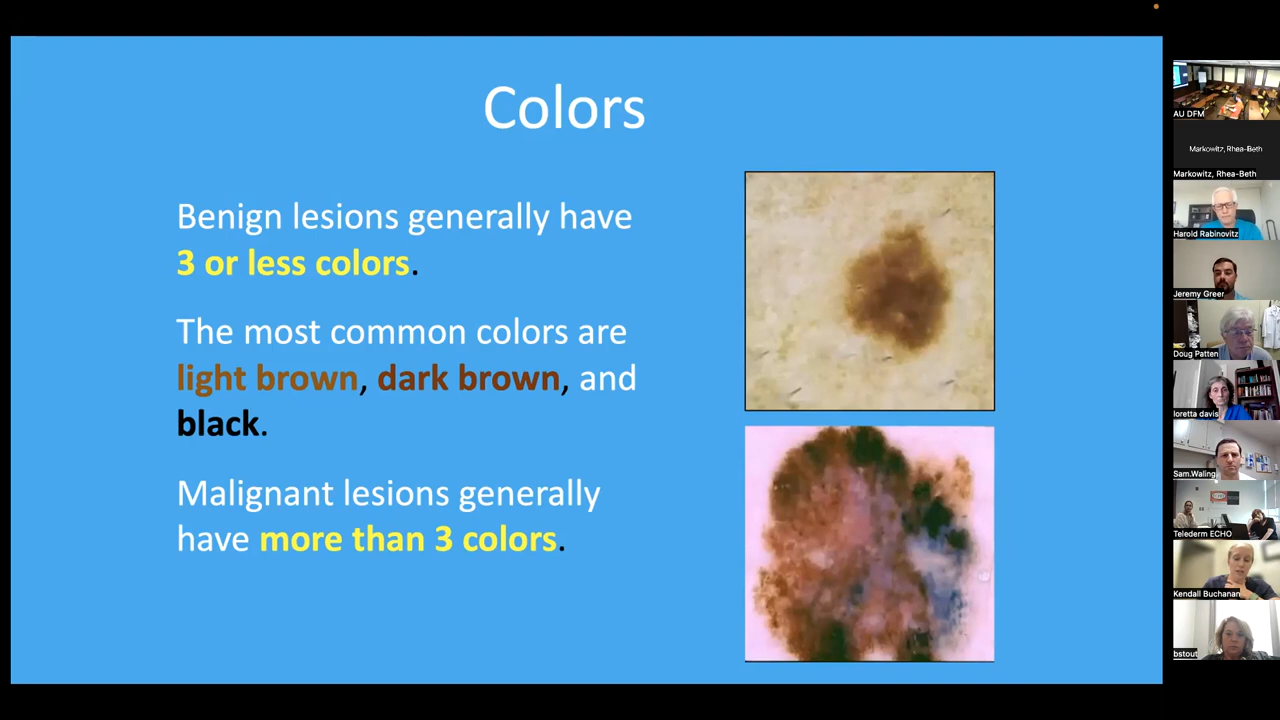 Colors
Benign lesions generally have
3 or less colors.
The most common colors are
light brown, dark brown, and
black.
Malignant lesions generally
have more than 3 colors.
AU DFM
Markowitz, Rhea-Beth
Markowitz, Rhea-Beth
Harold Rabinovitz
Jeremy Greer
Doug Patten
loretta davis
Sam.Waling
Telederm ECHO
Kendall Buchanan
bstout